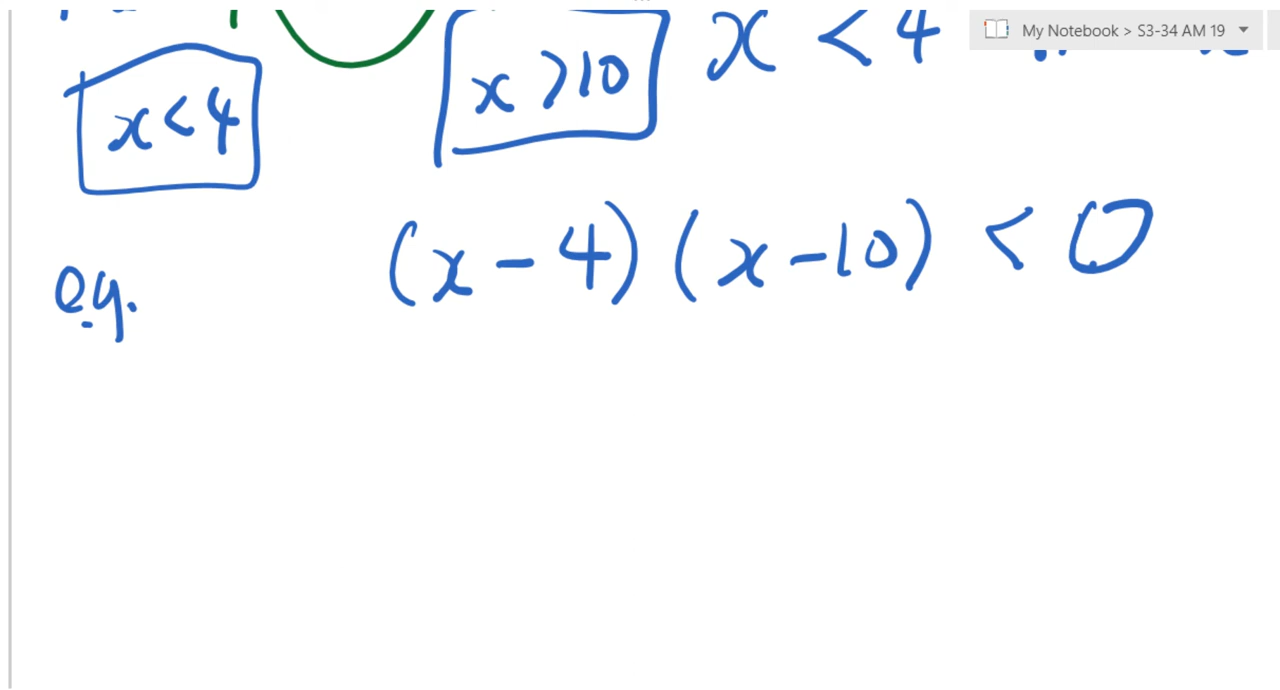 My Notebook > S3-34 AM 19
x < 4
x > 10
x < 4
e.g.
(x - 4) (x - 10) < 0